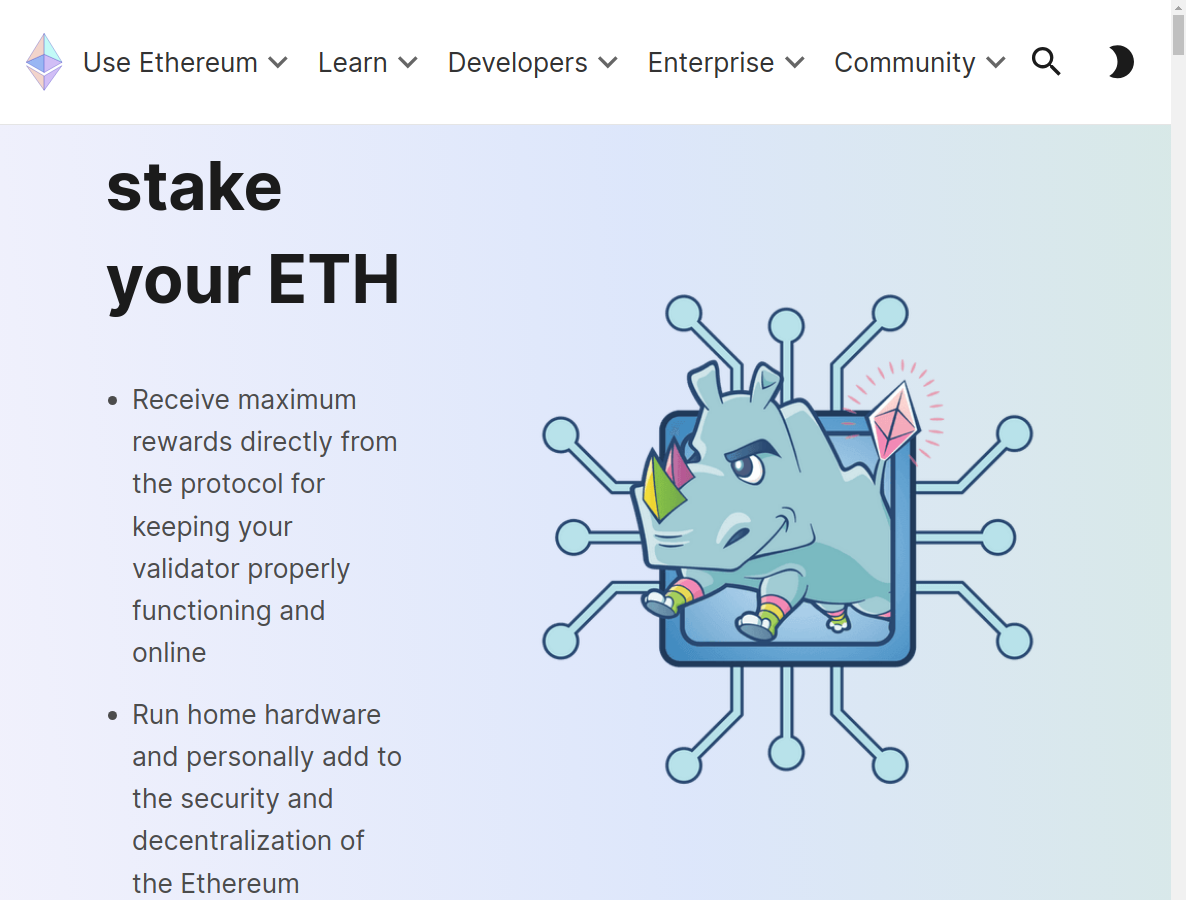 Use Ethereum Learn Developers Enterprise Community
stake
your ETH
Receive maximum
rewards directly from
the protocol for
keeping your
validator properly
functioning and
online
Run home hardware
and personally add to
the security and
decentralization of
the Ethereum